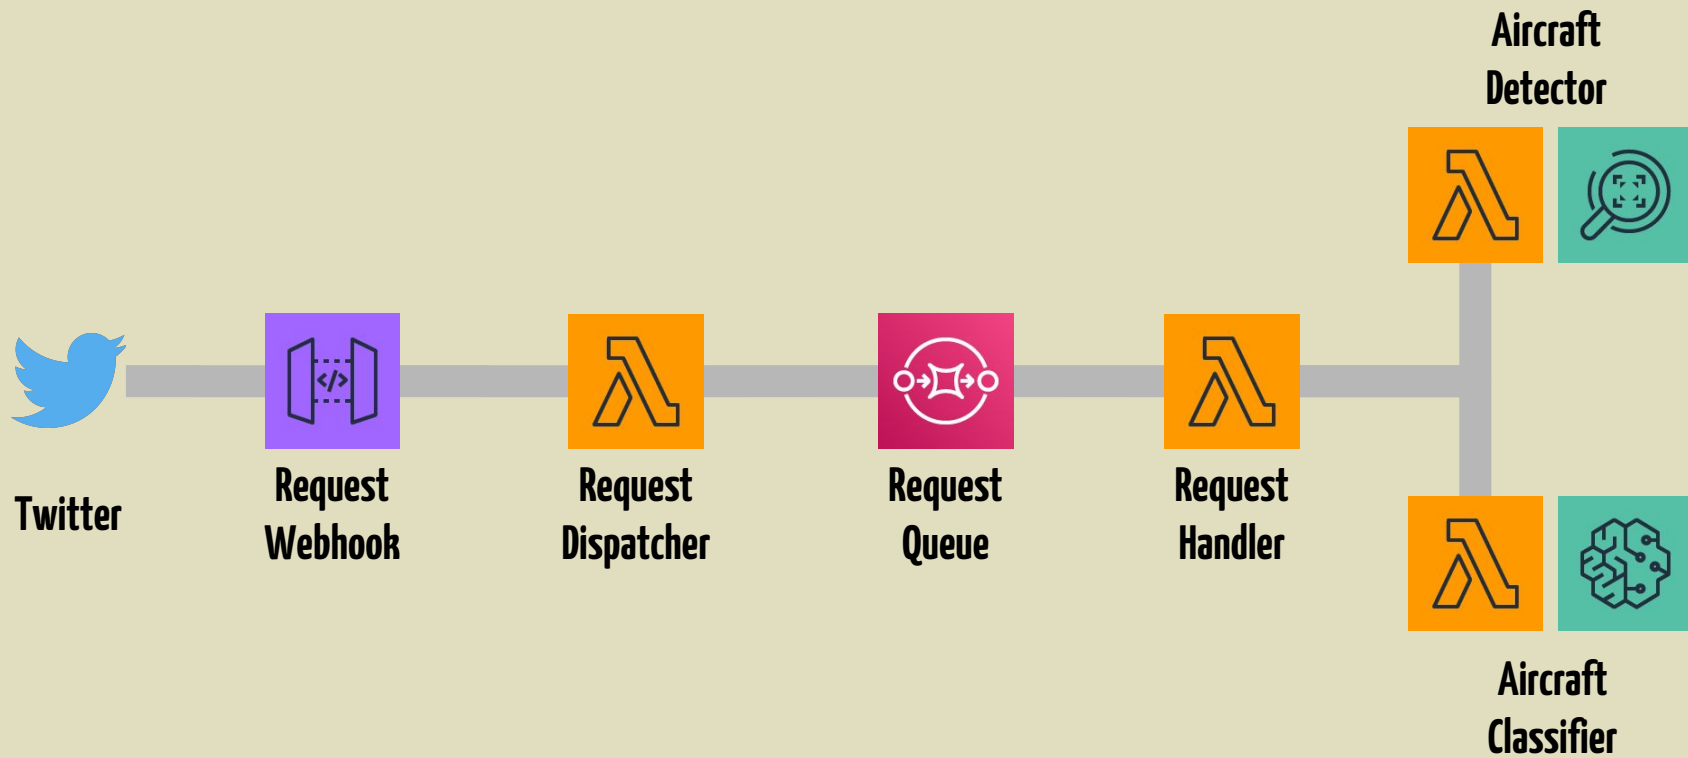 Aircraft
Detector
Twitter
Request
Webhook
Request
Dispatcher
Request
Queue
Request
Handler
Aircraft
Classifier